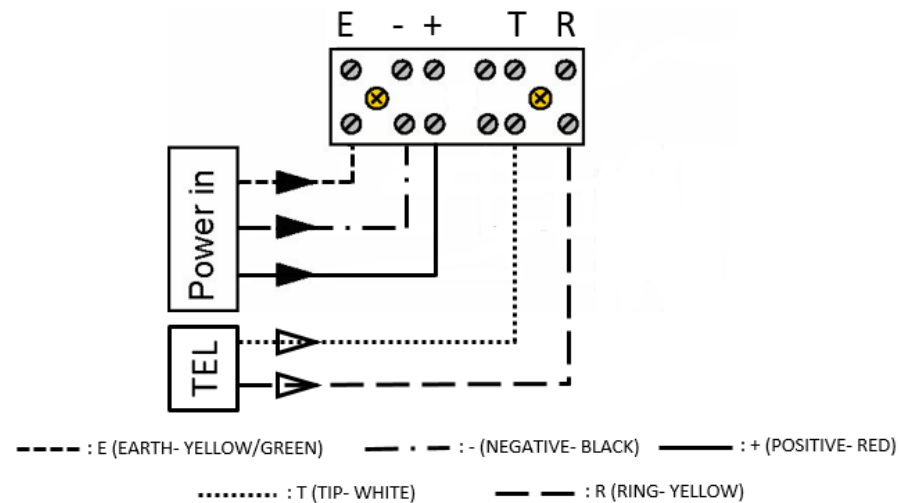 E - + T R
Power in
TEL
: E (EARTH- YELLOW/GREEN) : - (NEGATIVE- BLACK) : + (POSITIVE- RED)
: T (TIP- WHITE) : R (RING- YELLOW)